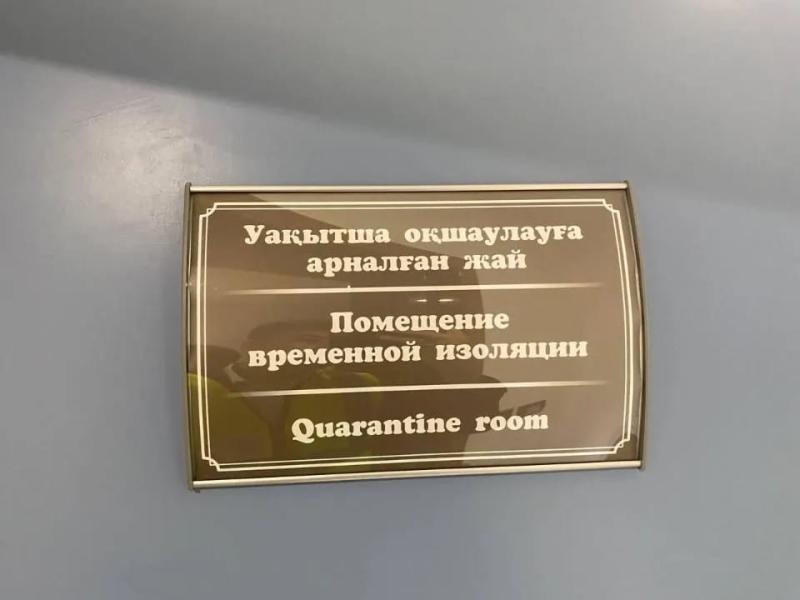 Уақытша оқшаулауға
арналған жай
Помещение
временной изоляции
Quarantine room